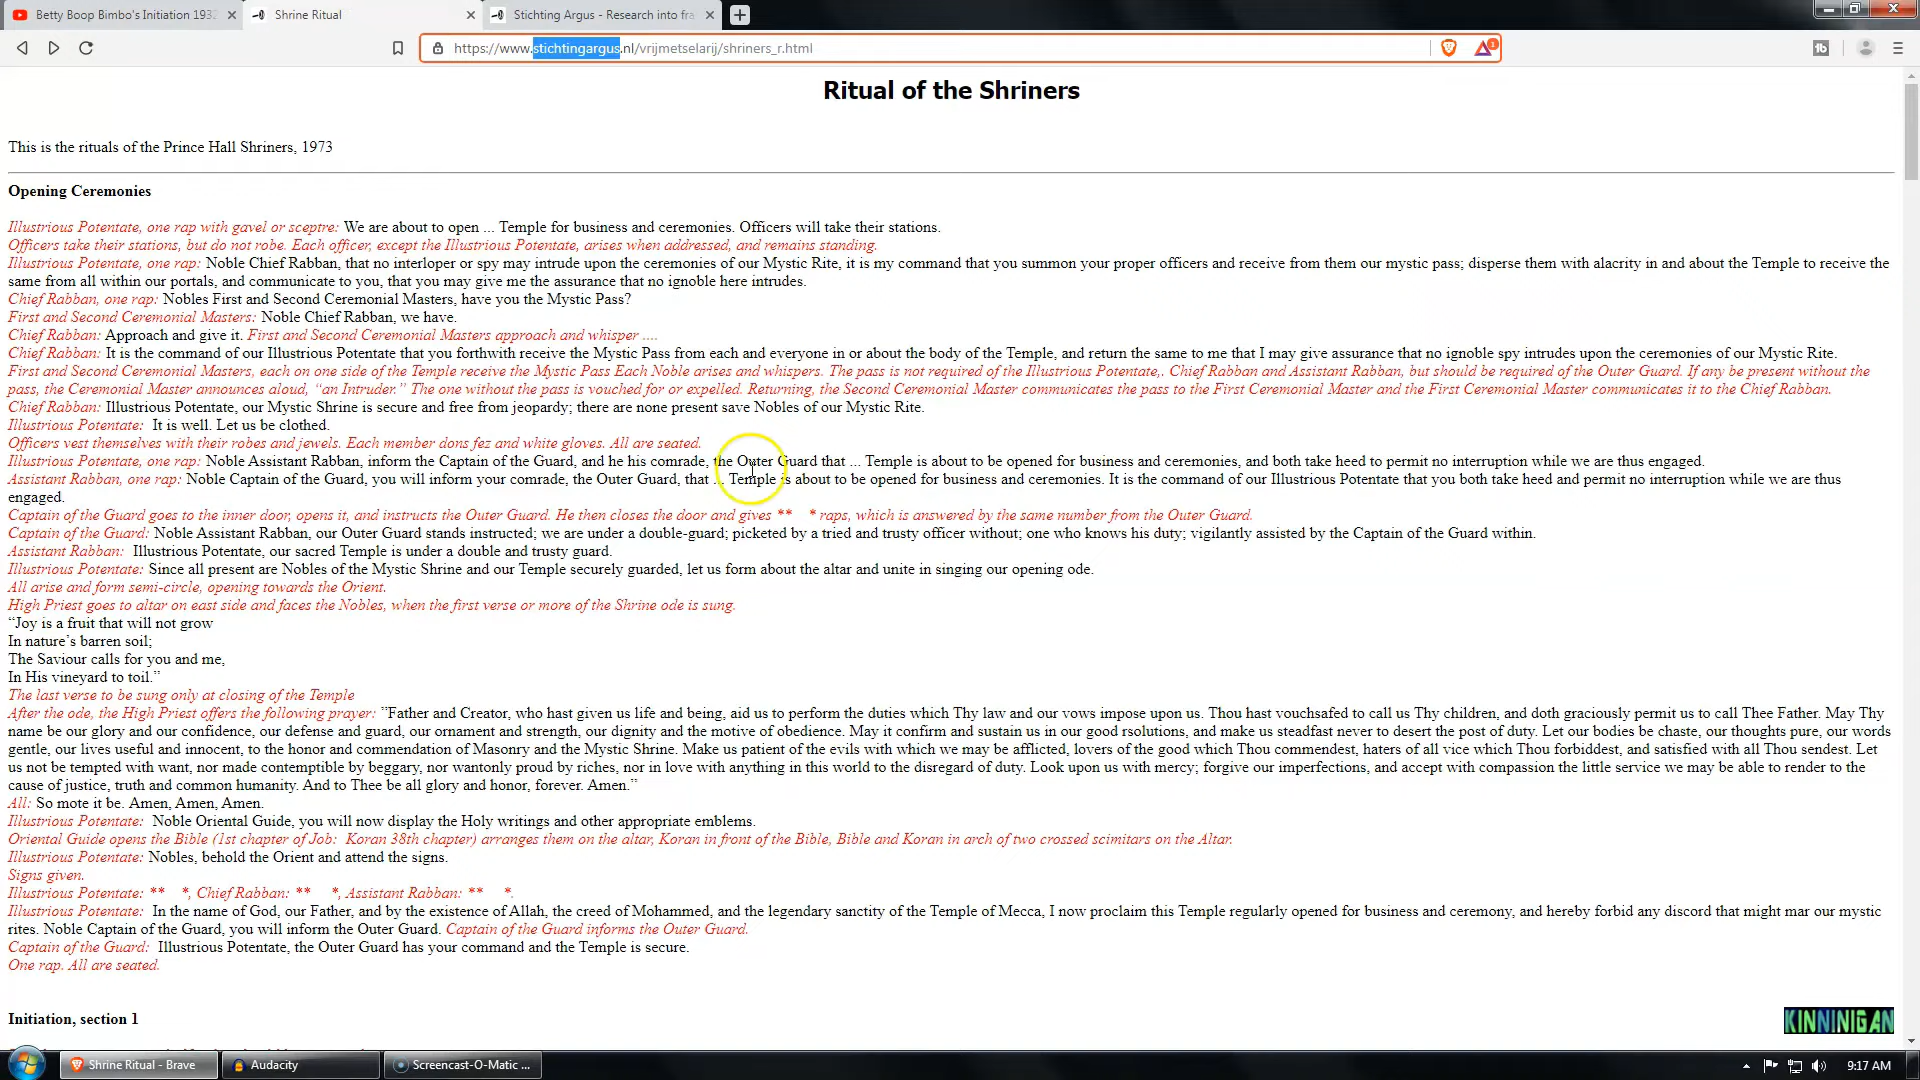 Betty Boop Bimbo's Initiation 1932
Shrine Ritual
Stichting Argus - Research into fra
https://www.stichtingargus.nl/vrijmetselarij/shriners_r.html
Ritual of the Shriners
This is the rituals of the Prince Hall Shriners, 1973
Opening Ceremonies
Illustrious Potentate, one rap with gavel or sceptre: We are about to open ... Temple for business and ceremonies. Officers will take their stations.
Officers take their stations, but do not robe. Each officer, except the Illustrious Potentate, arises when addressed, and remains standing.
Illustrious Potentate, one rap: Noble Chief Rabban, that no interloper or spy may intrude upon the ceremonies of our Mystic Rite, it is my command that you summon your proper officers and receive from them our mystic pass; disperse them with alacrity in and about the Temple to receive the
same from all within our portals, and communicate to you, that you may give me the assurance that no ignoble here intrudes.
Chief Rabban, one rap: Nobles First and Second Ceremonial Masters, have you the Mystic Pass?
First and Second Ceremonial Masters: Noble Chief Rabban, we have.
Chief Rabban: Approach and give it. First and Second Ceremonial Masters approach and whisper ....
Chief Rabban: It is the command of our Illustrious Potentate that you forthwith receive the Mystic Pass from each and everyone in or about the body of the Temple, and return the same to me that I may give assurance that no ignoble spy intrudes upon the ceremonies of our Mystic Rite.
First and Second Ceremonial Masters, each on one side of the Temple receive the Mystic Pass Each Noble arises and whispers. The pass is not required of the Illustrious Potentate,. Chief Rabban and Assistant Rabban, but should be required of the Outer Guard. If any be present without the
pass, the Ceremonial Master announces aloud, “an Intruder.” The one without the pass is vouched for or expelled. Returning, the Second Ceremonial Master communicates the pass to the First Ceremonial Master and the First Ceremonial Master communicates it to the Chief Rabban.
Chief Rabban: Illustrious Potentate, our Mystic Shrine is secure and free from jeopardy; there are none present save Nobles of our Mystic Rite.
Illustrious Potentate: It is well. Let us be clothed.
Officers vest themselves with their robes and jewels. Each member dons fez and white gloves. All are seated.
Illustrious Potentate, one rap: Noble Assistant Rabban, inform the Captain of the Guard, and he his comrade, the Outer Guard that ... Temple is about to be opened for business and ceremonies, and both take heed to permit no interruption while we are thus engaged.
Assistant Rabban, one rap: Noble Captain of the Guard, you will inform your comrade, the Outer Guard, that ... Temple is about to be opened for business and ceremonies. It is the command of our Illustrious Potentate that you both take heed and permit no interruption while we are thus
engaged.
Captain of the Guard goes to the inner door, opens it, and instructs the Outer Guard. He then closes the door and gives ** * raps, which is answered by the same number from the Outer Guard.
Captain of the Guard: Noble Assistant Rabban, our Outer Guard stands instructed; we are under a double-guard; picketed by a tried and trusty officer without; one who knows his duty; vigilantly assisted by the Captain of the Guard within.
Assistant Rabban: Illustrious Potentate, our sacred Temple is under a double and trusty guard.
Illustrious Potentate: Since all present are Nobles of the Mystic Shrine and our Temple securely guarded, let us form about the altar and unite in singing our opening ode.
All arise and form semi-circle, opening towards the Orient.
High Priest goes to altar on east side and faces the Nobles, when the first verse or more of the Shrine ode is sung.
“Joy is a fruit that will not grow
In nature’s barren soil;
The Saviour calls for you and me,
In His vineyard to toil.”
The last verse to be sung only at closing of the Temple
After the ode, the High Priest offers the following prayer: ”Father and Creator, who hast given us life and being, aid us to perform the duties which Thy law and our vows impose upon us. Thou hast vouchsafed to call us Thy children, and doth graciously permit us to call Thee Father. May Thy
name be our glory and our confidence, our defense and guard, our ornament and strength, our dignity and the motive of obedience. May it confirm and sustain us in our good rsolutions, and make us steadfast never to desert the post of duty. Let our bodies be chaste, our thoughts pure, our words
gentle, our lives useful and innocent, to the honor and commendation of Masonry and the Mystic Shrine. Make us patient of the evils with which we may be afflicted, lovers of the good which Thou commendest, haters of all vice which Thou forbiddest, and satisfied with all Thou sendest. Let
us not be tempted with want, nor made contemptible by beggary, nor wantonly proud by riches, nor in love with anything in this world to the disregard of duty. Look upon us with mercy; forgive our imperfections, and accept with compassion the little service we may be able to render to the
cause of justice, truth and common humanity. And to Thee be all glory and honor, forever. Amen.”
All: So mote it be. Amen, Amen, Amen.
Illustrious Potentate: Noble Oriental Guide, you will now display the Holy writings and other appropriate emblems.
Oriental Guide opens the Bible (1st chapter of Job: Koran 38th chapter) arranges them on the altar, Koran in front of the Bible, Bible and Koran in arch of two crossed scimitars on the Altar.
Illustrious Potentate: Nobles, behold the Orient and attend the signs.
Signs given.
Illustrious Potentate: ** *, Chief Rabban: ** *, Assistant Rabban: ** *.
Illustrious Potentate: In the name of God, our Father, and by the existence of Allah, the creed of Mohammed, and the legendary sanctity of the Temple of Mecca, I now proclaim this Temple regularly opened for business and ceremony, and hereby forbid any discord that might mar our mystic
rites. Noble Captain of the Guard, you will inform the Outer Guard. Captain of the Guard informs the Outer Guard.
Captain of the Guard: Illustrious Potentate, the Outer Guard has your command and the Temple is secure.
One rap. All are seated.
Initiation, section 1
KINNINIGAN
Shrine Ritual - Brave
Audacity
Screencast-O-Matic ...
9:17 AM